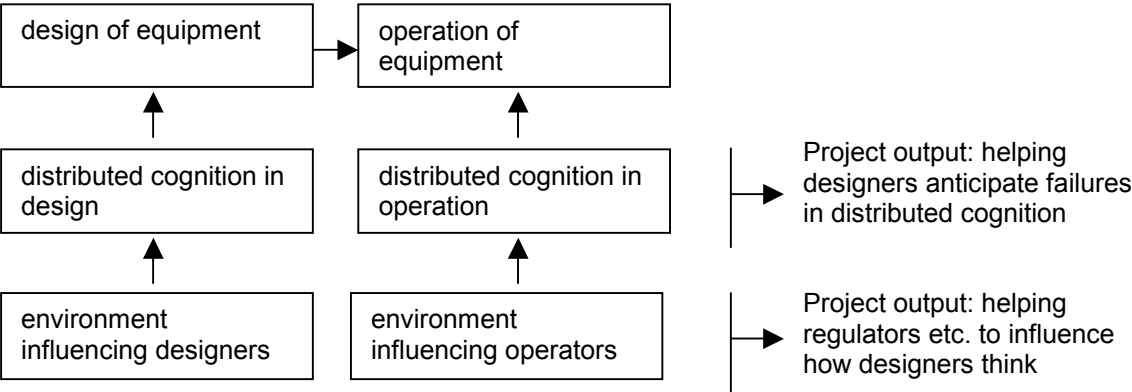 design of equipment
operation of
equipment
distributed cognition in
design
distributed cognition in
operation
Project output: helping
designers anticipate failures
in distributed cognition
environment
influencing designers
environment
influencing operators
Project output: helping
regulators etc. to influence
how designers think